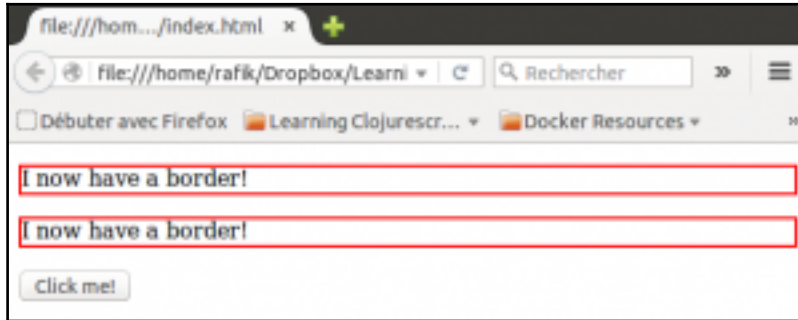 file:///hom.../index.html
file:///home/rafik/Dropbox/Learni
Rechercher
Débuter avec Firefox Learning Clojurescr... Docker Resources
I now have a border!
I now have a border!
Click me!